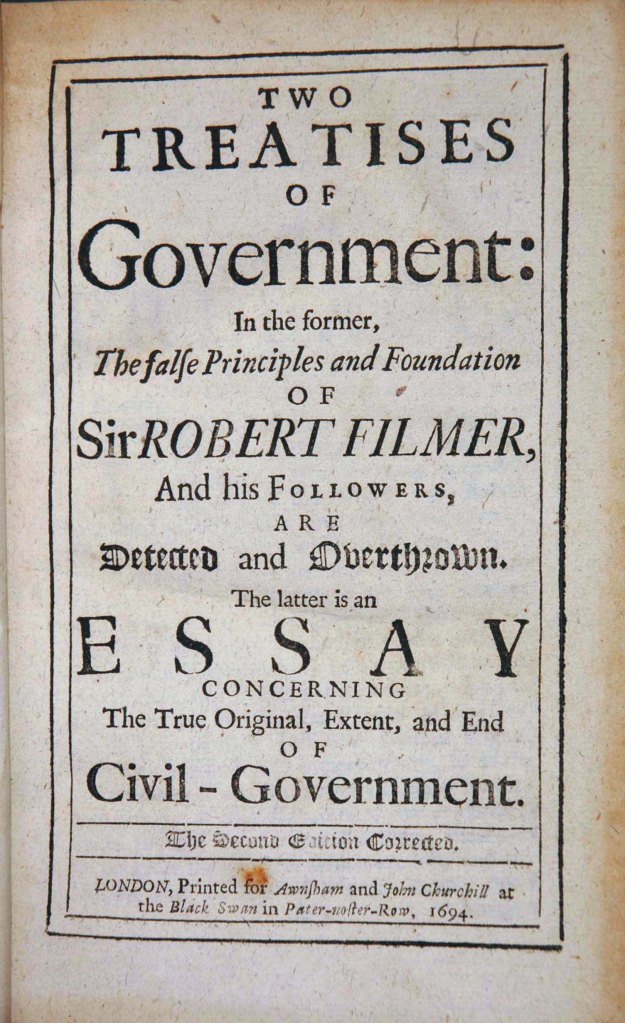 TWO
TREATISES
OF
Government:
In the former,
The falſe Principles and Foundation
OF
Sir ROBERT FILMER,
And his FOLLOWERS,
ARE
Detected and Overthrown.
The latter is an
ESSAY
CONCERNING
The True Original, Extent, and End
OF
Civil-Government.
The Second Edition Corrected.
LONDON, Printed for Awnſham and John Churchill at
the Black Swan in Pater-noſter-Row, 1694.